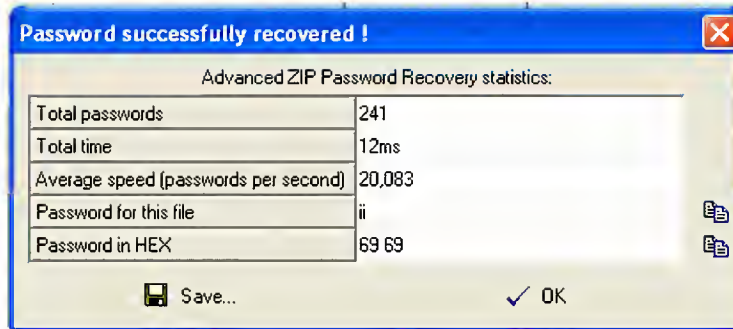 Password successfully recovered !
Advanced ZIP Password Recovery statistics:
Total passwords 241
Total time 12ms
Average speed (passwords per second) 20,083
Password for this file ii
Password in HEX 69 69
Save... OK